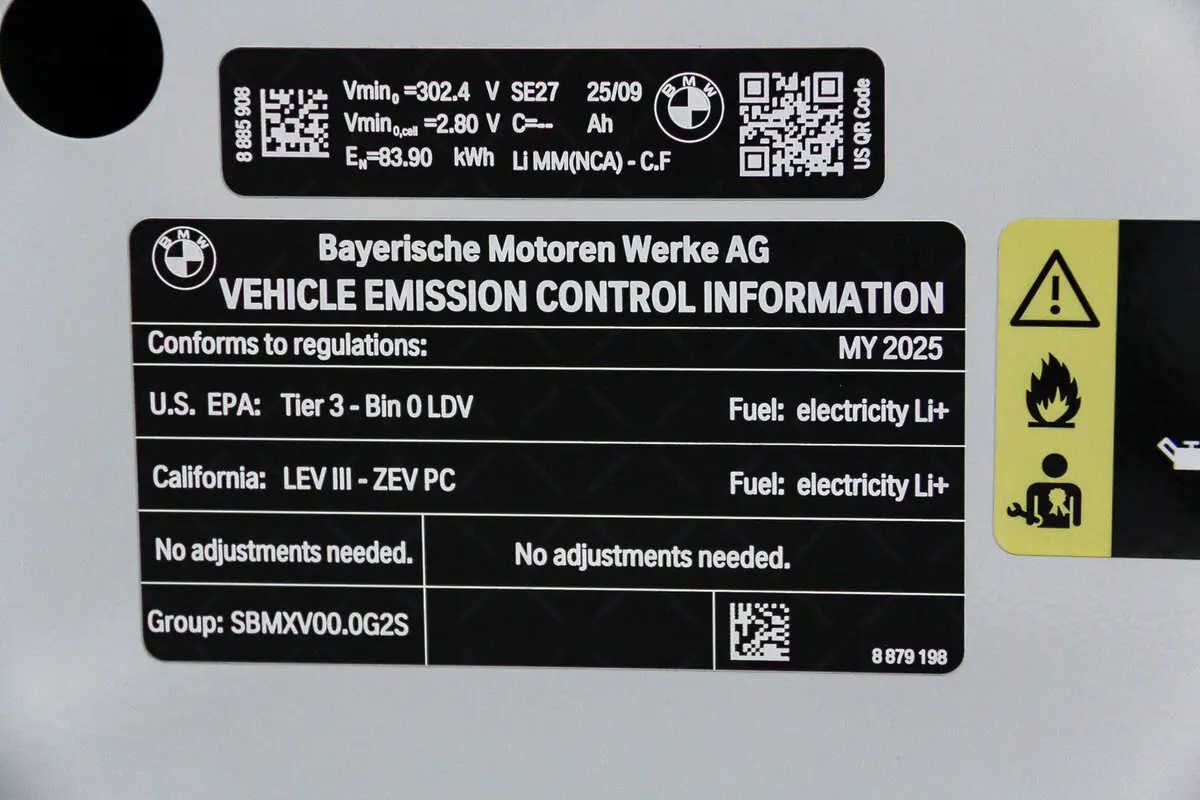 8 885 908
Vmin₀ =302.4 V SE27 25/09
Vmin₀,cell =2.80 V C=-- Ah
E_N=83.90 kWh Li MM(NCA) - C.F
BMW
US QR Code
BMW
Bayerische Motoren Werke AG
VEHICLE EMISSION CONTROL INFORMATION
Conforms to regulations: MY 2025
U.S. EPA: Tier 3 - Bin 0 LDV Fuel: electricity Li+
California: LEV III - ZEV PC Fuel: electricity Li+
No adjustments needed. No adjustments needed.
Group: SBMXV00.0G2S
8 879 198